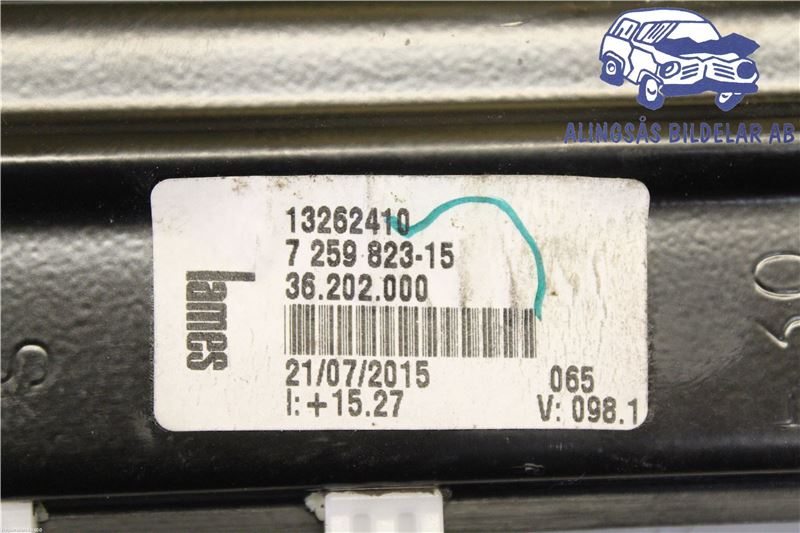 ALINGSÅS BILDELAR AB
13262410
7 259 823-15
36.202.000
lames
21/07/2015
065
I: +15.27
V: 098.1
30
S